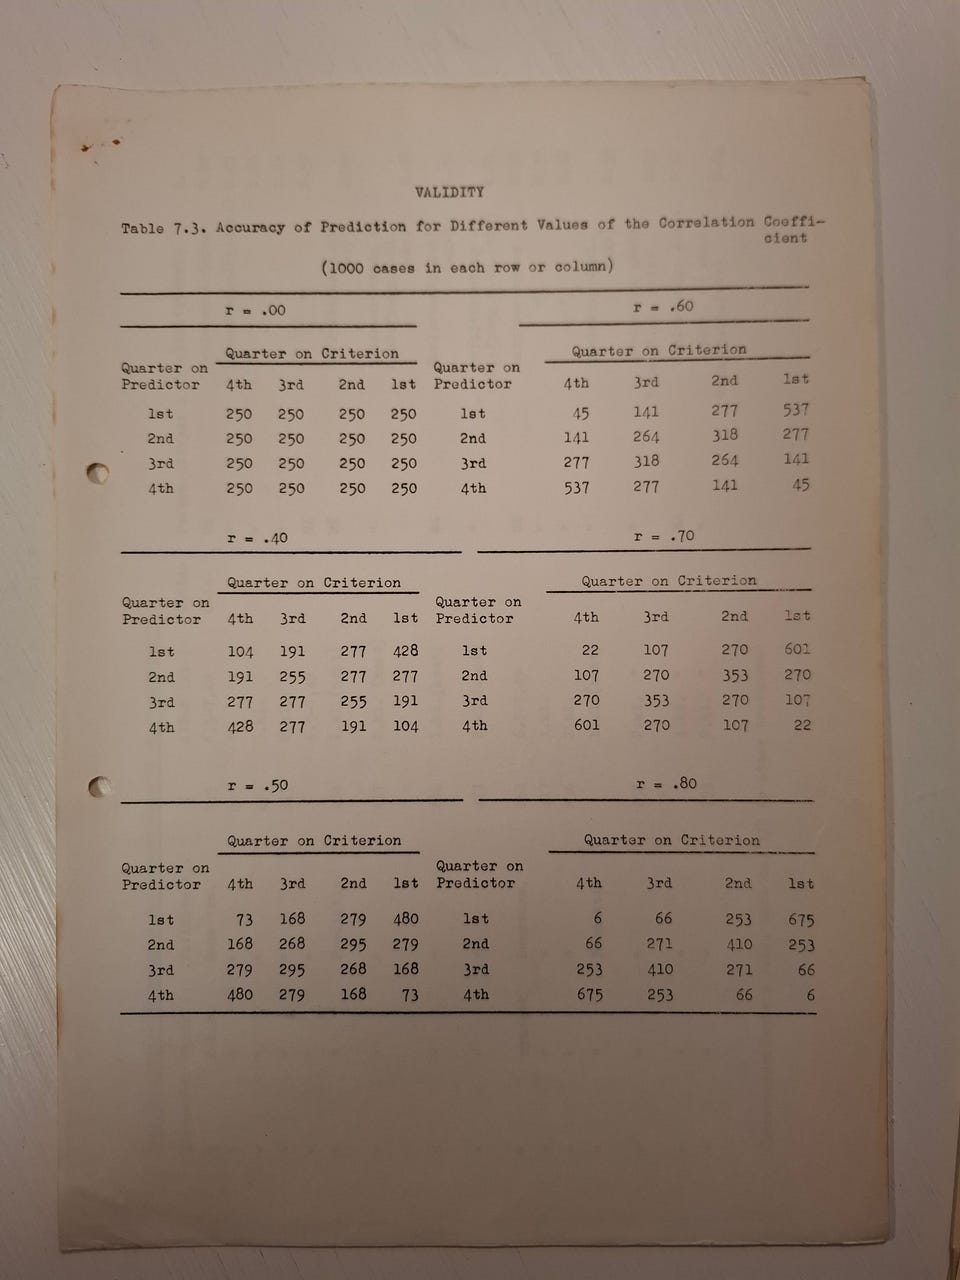 VALIDITY
Table 7.3. Accuracy of Prediction for Different Values of the Correlation Coeffi-
cient
(1000 cases in each row or column)
r = .00 r = .60
Quarter on Criterion Quarter on Criterion
Quarter on Quarter on
Predictor 4th 3rd 2nd 1st Predictor 4th 3rd 2nd 1st
1st 250 250 250 250 1st 45 141 277 537
2nd 250 250 250 250 2nd 141 264 318 277
3rd 250 250 250 250 3rd 277 318 264 141
4th 250 250 250 250 4th 537 277 141 45
r = .40 r = .70
Quarter on Criterion Quarter on Criterion
Quarter on Quarter on
Predictor 4th 3rd 2nd 1st Predictor 4th 3rd 2nd 1st
1st 104 191 277 428 1st 22 107 270 601
2nd 191 255 277 277 2nd 107 270 353 270
3rd 277 277 255 191 3rd 270 353 270 107
4th 428 277 191 104 4th 601 270 107 22
r = .50 r = .80
Quarter on Criterion Quarter on Criterion
Quarter on Quarter on
Predictor 4th 3rd 2nd 1st Predictor 4th 3rd 2nd 1st
1st 73 168 279 480 1st 6 66 253 675
2nd 168 268 295 279 2nd 66 271 410 253
3rd 279 295 268 168 3rd 253 410 271 66
4th 480 279 168 73 4th 675 253 66 6